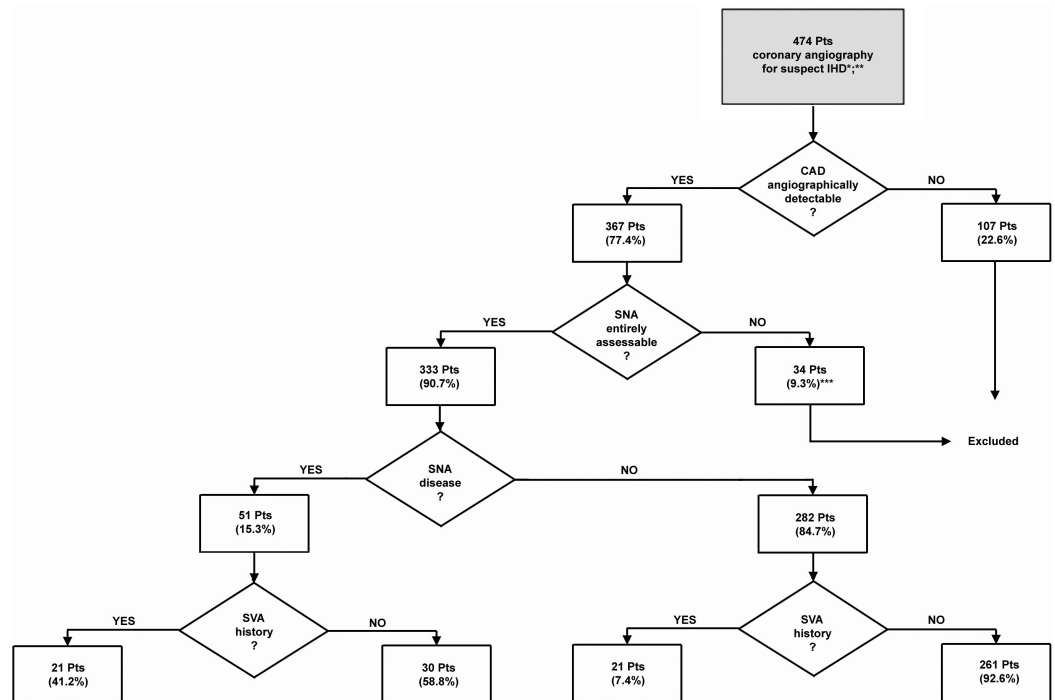 474 Pts
coronary angiography
for suspect IHD*;**
CAD
angiographically
detectable
?
YES
NO
367 Pts
(77.4%)
107 Pts
(22.6%)
SNA
entirely
assessable
?
YES
NO
333 Pts
(90.7%)
34 Pts
(9.3%)***
Excluded
SNA
disease
?
YES
NO
51 Pts
(15.3%)
282 Pts
(84.7%)
SVA
history
?
YES
NO
SVA
history
?
YES
NO
21 Pts
(41.2%)
30 Pts
(58.8%)
21 Pts
(7.4%)
261 Pts
(92.6%)